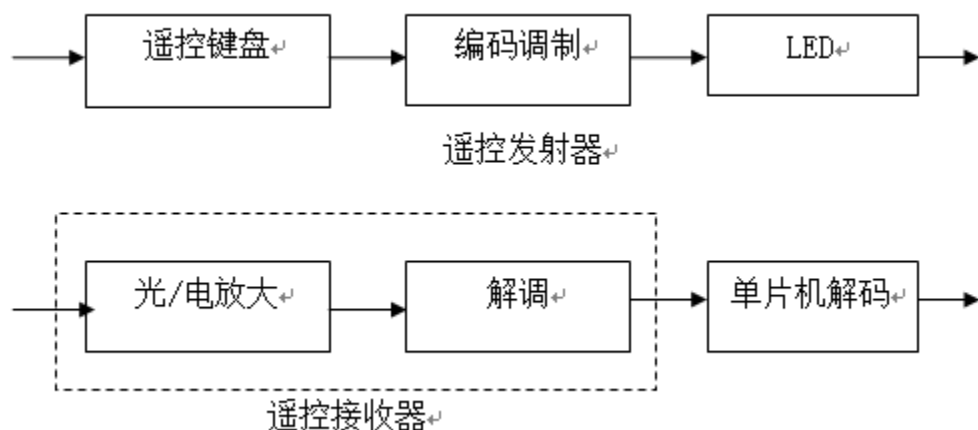 遥控键盘
编码调制
LED
遥控发射器
光/电放大
解调
单片机解码
遥控接收器